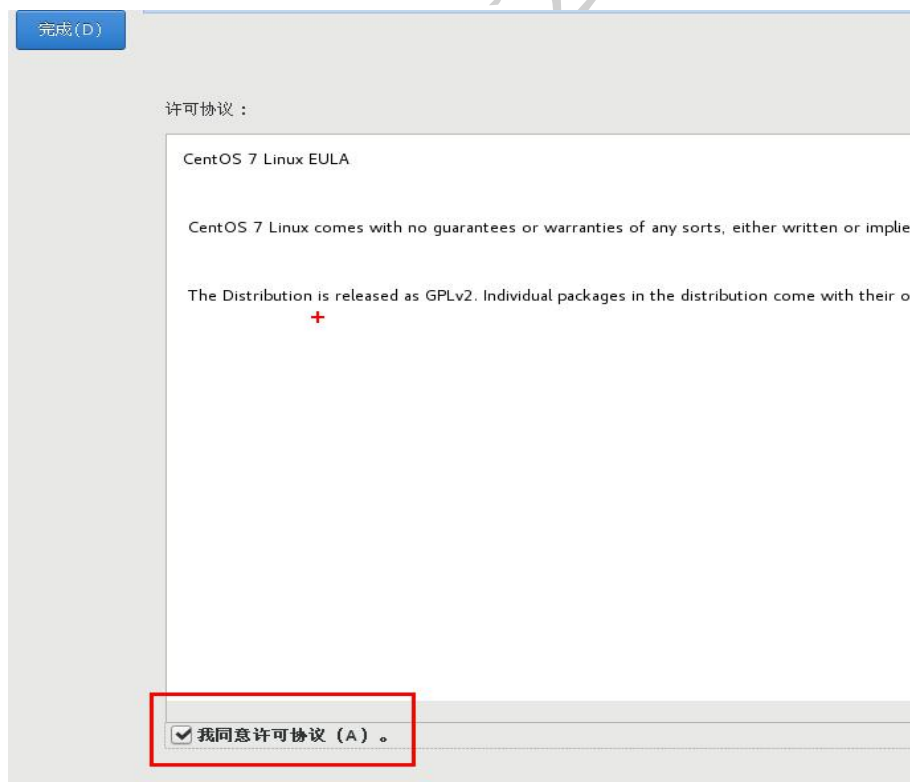 完成(D)
许可协议：
CentOS 7 Linux EULA
CentOS 7 Linux comes with no guarantees or warranties of any sorts, either written or implie
The Distribution is released as GPLv2. Individual packages in the distribution come with their o
我同意许可协议（A）。